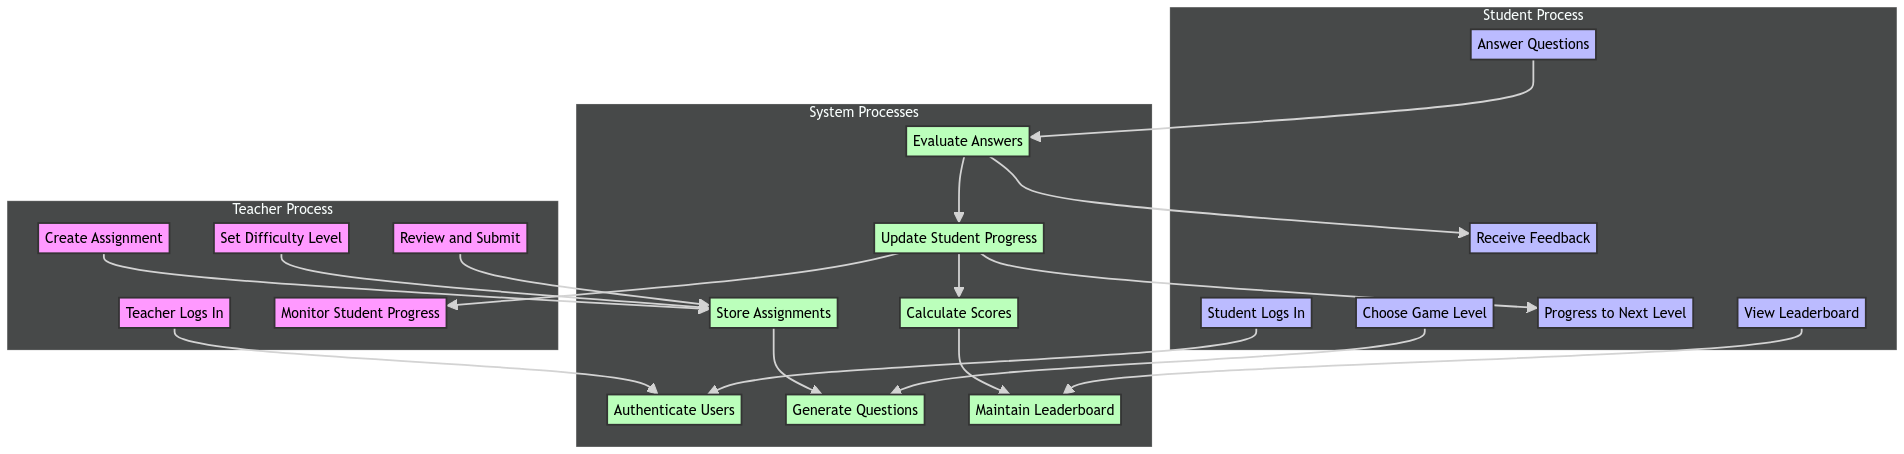 Student Process
Answer Questions
System Processes
Evaluate Answers
Teacher Process
Create Assignment
Set Difficulty Level
Review and Submit
Update Student Progress
Receive Feedback
Teacher Logs In
Monitor Student Progress
Store Assignments
Calculate Scores
Student Logs In
Choose Game Level
Progress to Next Level
View Leaderboard
Authenticate Users
Generate Questions
Maintain Leaderboard